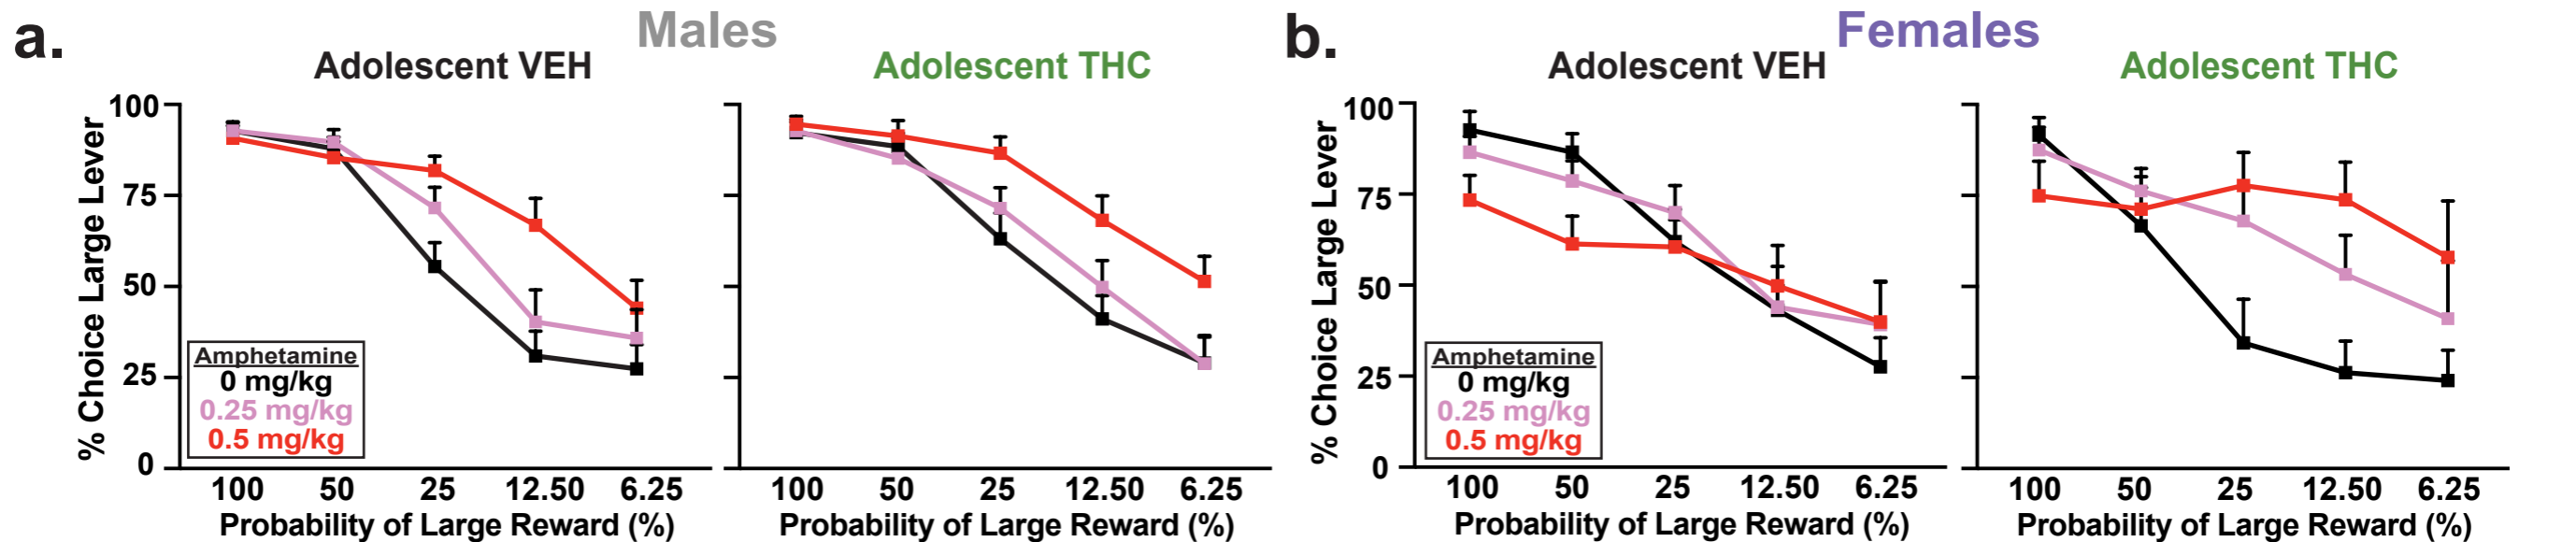 a.
Males
Adolescent VEH
Adolescent THC
% Choice Large Lever
100
75
50
25
0
Amphetamine
0 mg/kg
0.25 mg/kg
0.5 mg/kg
100 50 25 12.50 6.25
Probability of Large Reward (%)
100 50 25 12.50 6.25
Probability of Large Reward (%)
b.
Females
Adolescent VEH
Adolescent THC
% Choice Large Lever
100
75
50
25
0
Amphetamine
0 mg/kg
0.25 mg/kg
0.5 mg/kg
100 50 25 12.50 6.25
Probability of Large Reward (%)
100 50 25 12.50 6.25
Probability of Large Reward (%)